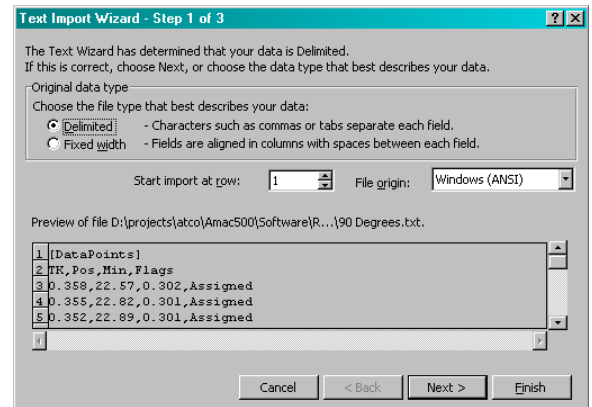 Text Import Wizard - Step 1 of 3
The Text Wizard has determined that your data is Delimited.
If this is correct, choose Next, or choose the data type that best describes your data.
Original data type
Choose the file type that best describes your data:
Delimited - Characters such as commas or tabs separate each field.
Fixed width - Fields are aligned in columns with spaces between each field.
Start import at row: 1 File origin: Windows (ANSI)
Preview of file D:\projects\atco\Amac500\Software\R...\90 Degrees.txt.
1 [DataPoints]
2 TK,Pos,Min,Flags
3 0.358,22.57,0.302,Assigned
4 0.355,22.82,0.301,Assigned
5 0.352,22.89,0.301,Assigned
Cancel < Back Next > Finish